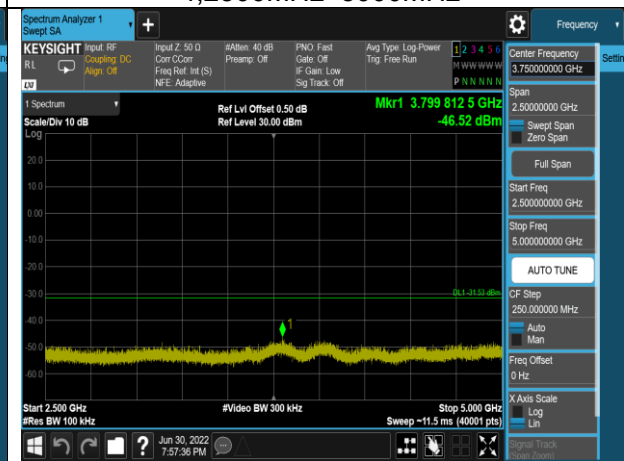 Spectrum Analyzer 1
Swept SA
+
Frequency
KEYSIGHT
RL
Input: RF
Coupling: DC
Align: Off
Input Z: 50 Ω
Corr CCorr
Freq Ref: Int (S)
NFE: Adaptive
#Atten: 40 dB
Preamp: Off
PNO: Fast
Gate: Off
IF Gain: Low
Sig Track: Off
Avg Type: Log-Power
Trig: Free Run
1 2 3 4 5 6
M W W W W W
P N N N N N
Center Frequency
3.750000000 GHz
Settin
1 Spectrum
Scale/Div 10 dB
Log
Ref Lvl Offset 0.50 dB
Ref Level 30.00 dBm
Mkr1 3.799 812 5 GHz
-46.52 dBm
Span
2.50000000 GHz
Swept Span
Zero Span
Full Span
Start Freq
2.500000000 GHz
Stop Freq
5.000000000 GHz
AUTO TUNE
CF Step
250.000000 MHz
Auto
Man
Freq Offset
0 Hz
X Axis Scale
Log
Lin
Signal Track
(Span Zoom)
20.0
10.0
0.00
-10.0
-20.0
-30.0
DL1 -31.53 dBm
-40.0
1
-50.0
-60.0
Start 2.500 GHz
#Res BW 100 kHz
#Video BW 300 kHz
Stop 5.000 GHz
Sweep ~11.5 ms (40001 pts)
?
Jun 30, 2022
7:57:36 PM